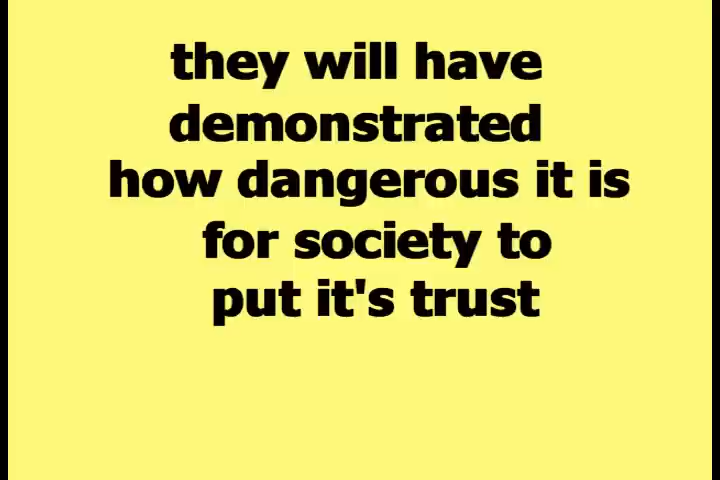 they will have
demonstrated
how dangerous it is
for society to
put it's trust